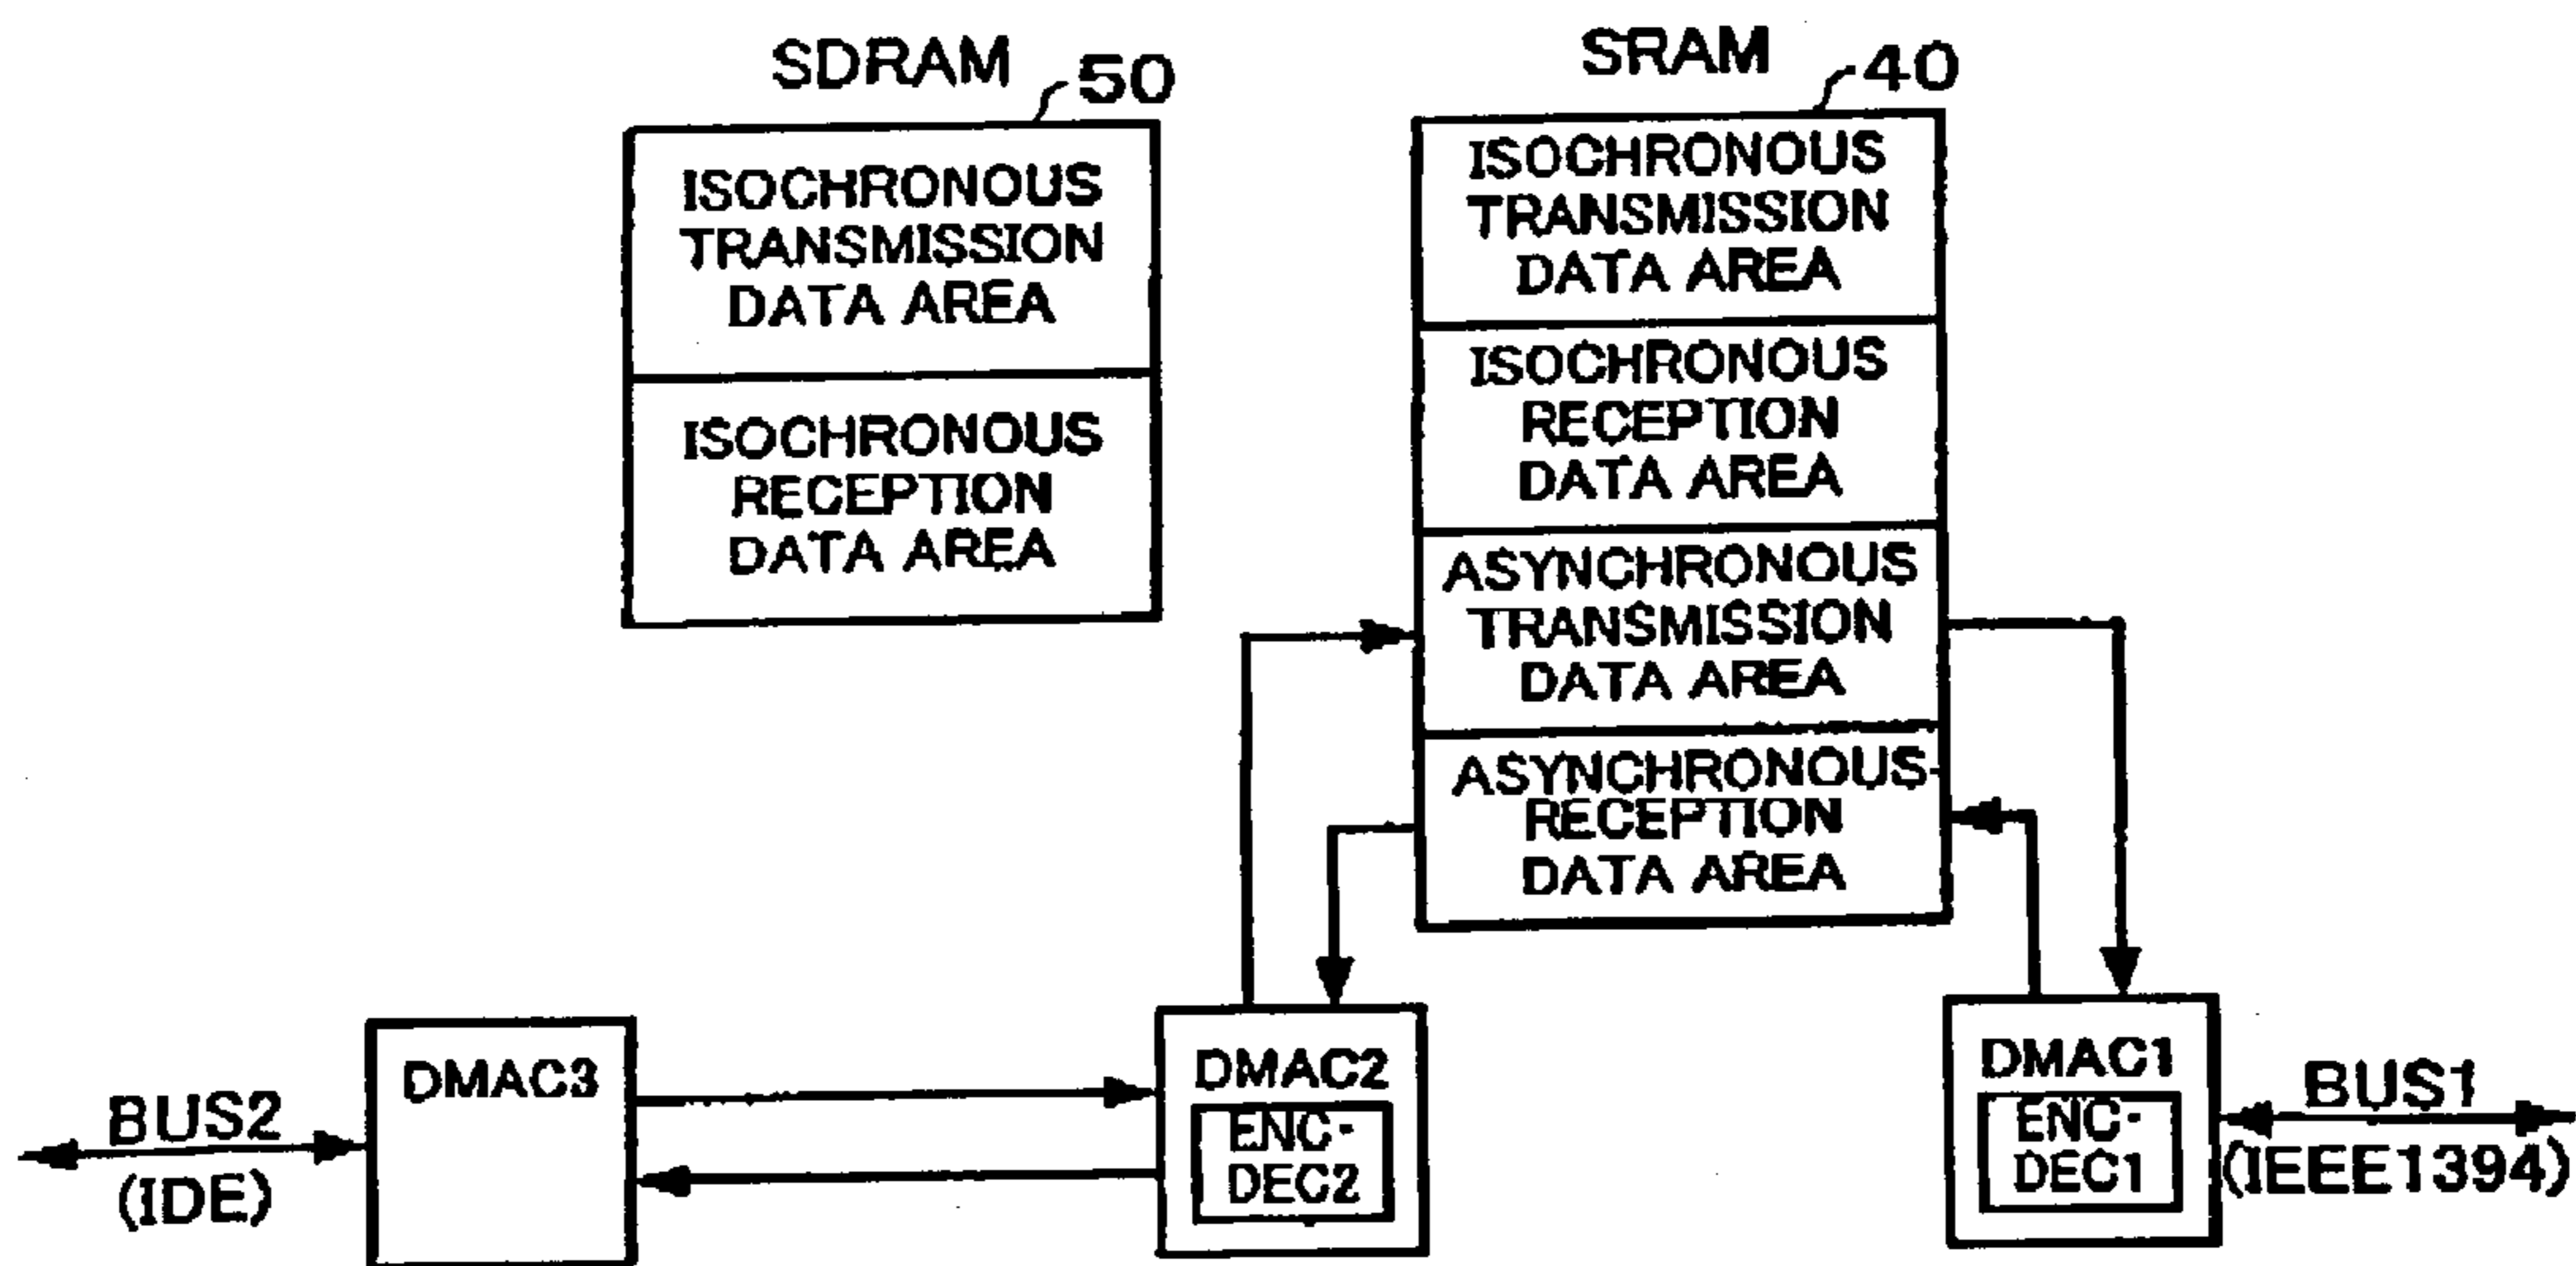 SDRAM
50
ISOCHRONOUS
TRANSMISSION
DATA AREA
ISOCHRONOUS
RECEPTION
DATA AREA
SRAM
40
ISOCHRONOUS
TRANSMISSION
DATA AREA
ISOCHRONOUS
RECEPTION
DATA AREA
ASYNCHRONOUS
TRANSMISSION
DATA AREA
ASYNCHRONOUS
RECEPTION
DATA AREA
BUS2
(IDE)
DMAC3
DMAC2
ENC-
DEC2
DMAC1
ENC-
DEC1
BUS1
(IEEE1394)